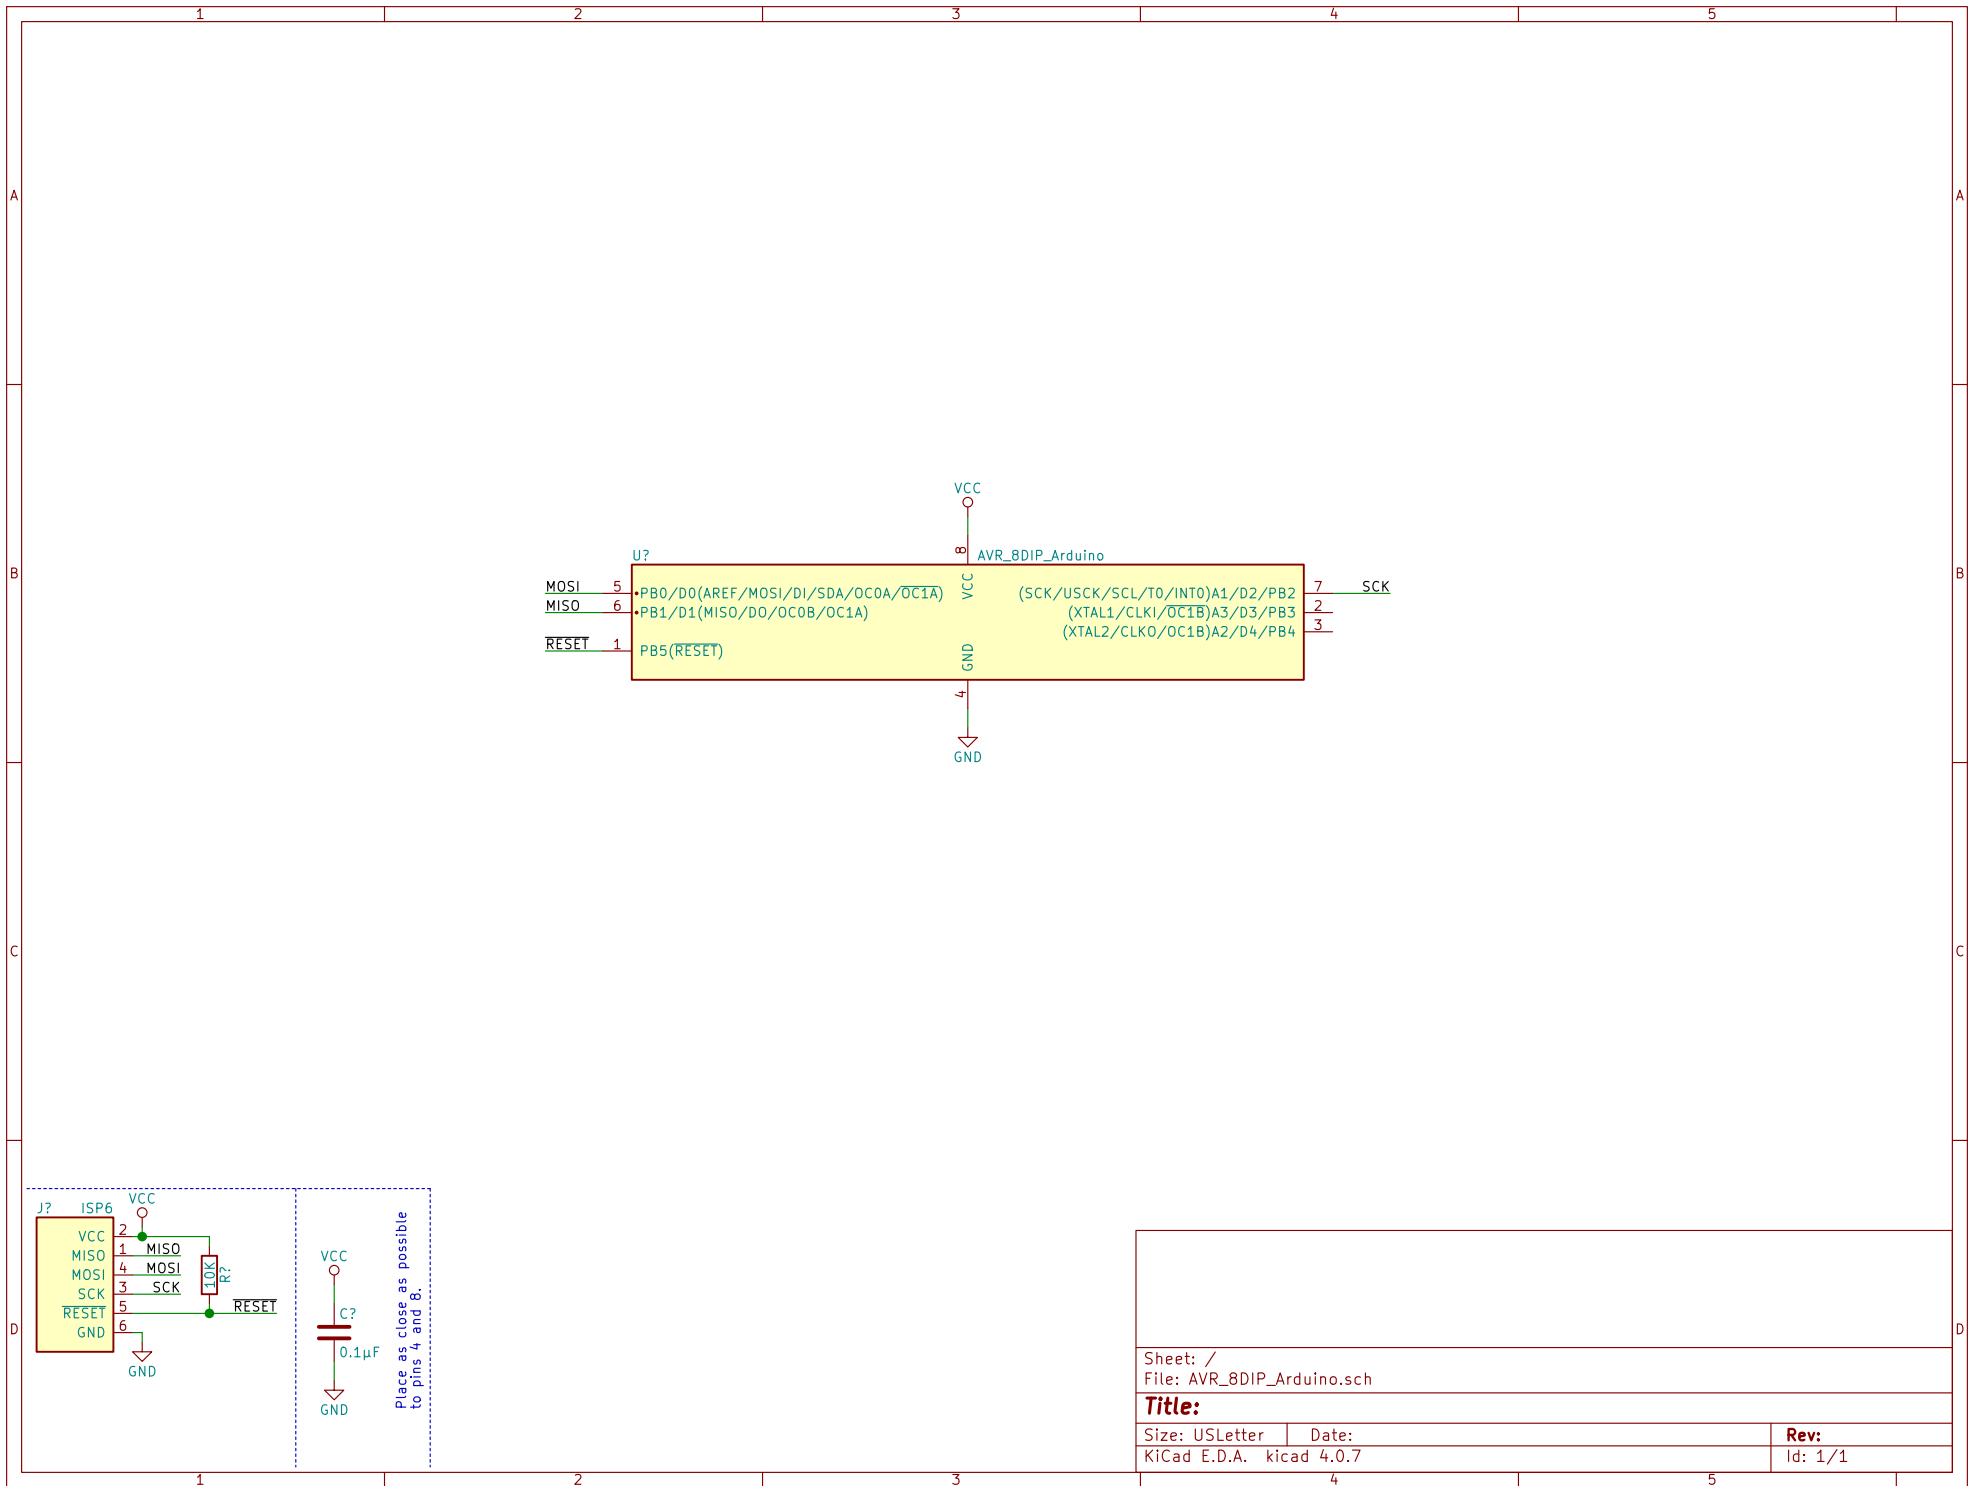 1 2 3 4 5
A A
B B
C C
D D
VCC
8
U? AVR_8DIP_Arduino
VCC
MOSI 5 PB0/D0(AREF/MOSI/DI/SDA/OC0A/OC1A) (SCK/USCK/SCL/T0/INT0)A1/D2/PB2 7 SCK
MISO 6 PB1/D1(MISO/DO/OC0B/OC1A) (XTAL1/CLKI/OC1B)A3/D3/PB3 2
(XTAL2/CLKO/OC1B)A2/D4/PB4 3
RESET 1 PB5(RESET)
GND
4
GND
J? ISP6
VCC
VCC 2
MISO 1 MISO
MOSI 4 MOSI
SCK 3 SCK
RESET 5 RESET
GND 6
GND
10K
R?
VCC
C?
0.1µF
GND
Place as close as possible
to pins 4 and 8.
Sheet: /
File: AVR_8DIP_Arduino.sch
Title:
Size: USLetter Date: Rev:
KiCad E.D.A. kicad 4.0.7 Id: 1/1
1 2 3 4 5